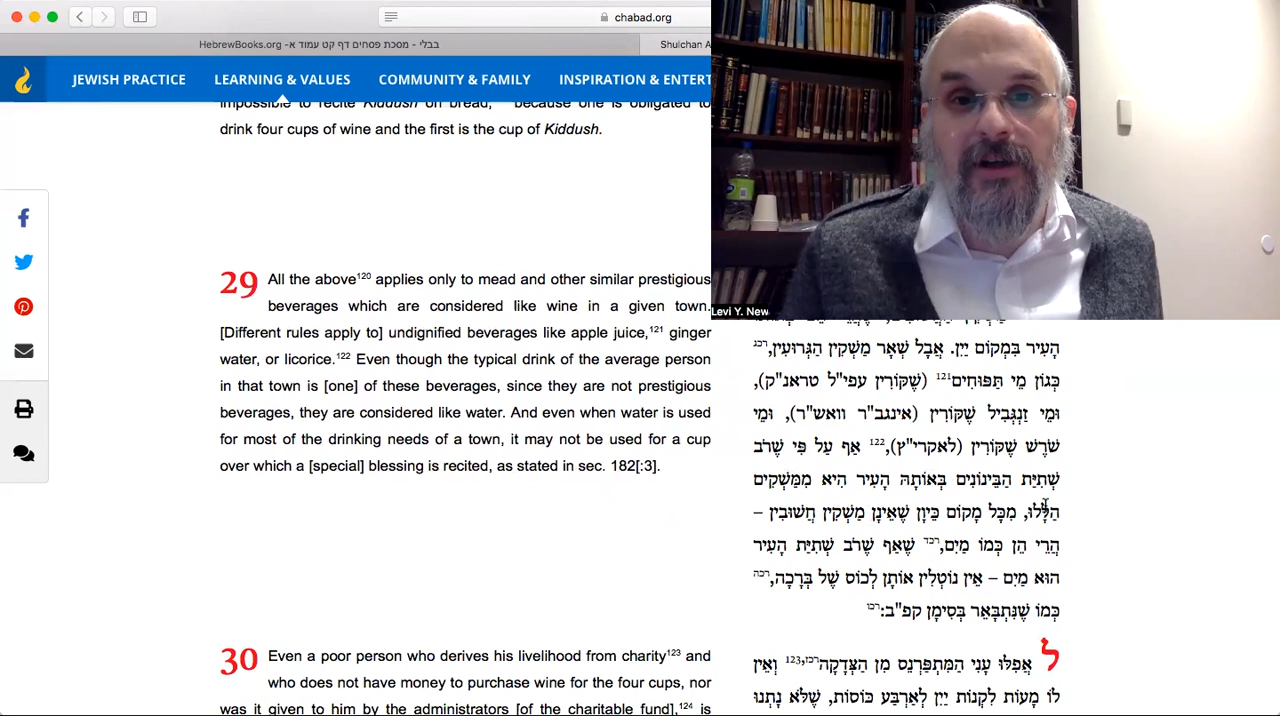 chabad.org
HebrewBooks.org - בבלי - מסכת פסחים דף קט עמוד א
Shulchan A
JEWISH PRACTICE
LEARNING & VALUES
COMMUNITY & FAMILY
INSPIRATION & ENTERT
impossible to recite Kiddush on bread, because one is obligated to
drink four cups of wine and the first is the cup of Kiddush.
29 All the above120 applies only to mead and other similar prestigious
beverages which are considered like wine in a given town.
[Different rules apply to] undignified beverages like apple juice,121 ginger
water, or licorice.122 Even though the typical drink of the average person
in that town is [one] of these beverages, since they are not prestigious
beverages, they are considered like water. And even when water is used
for most of the drinking needs of a town, it may not be used for a cup
over which a [special] blessing is recited, as stated in sec. 182[:3].
30 Even a poor person who derives his livelihood from charity123 and
who does not have money to purchase wine for the four cups, nor
was it given to him by the administrators [of the charitable fund],124 is
Levi Y. New
הָעִיר בִּמְקוֹם יַיִן. אֲבָל שְׁאָר מַשְׁקִין הַגְּרוּעִין,רכג
כְּגוֹן מֵי תַּפּוּחִים121 (שֶׁקּוֹרִין עפי"ל טראנ"ק),
וּמֵי זַנְגְּבִיל שֶׁקּוֹרִין (אינגב"ר וואש"ר), וּמֵי
שֹׁרֶשׁ שֶׁקּוֹרִין (לאקרי"ץ),122 אַף עַל פִּי שֶׁרֹב
שְׁתִיַּת הַבֵּינוֹנִים בְּאוֹתָהּ הָעִיר הִיא מִמַּשְׁקִים
הַלָּלוּ, מִכָּל מָקוֹם כֵּיוָן שֶׁאֵינָן מַשְׁקִין חֲשׁוּבִין –
הֲרֵי הֵן כְּמוֹ מַיִם,רכד שֶׁאַף שֶׁרֹב שְׁתִיַּת הָעִיר
הוּא מַיִם – אֵין נוֹטְלִין אוֹתָן לְכוֹס שֶׁל בְּרָכָה,רכה
כְּמוֹ שֶׁנִּתְבָּאֵר בְּסִימָן קפ"ב:רכו
ל אֲפִלּוּ עָנִי הַמִּתְפַּרְנֵס מִן הַצְּדָקָהרכז,123 וְאֵין
לוֹ מָעוֹת לִקְנוֹת יַיִן לְאַרְבַּע כּוֹסוֹת, שֶׁלֹּא נָתְנוּ